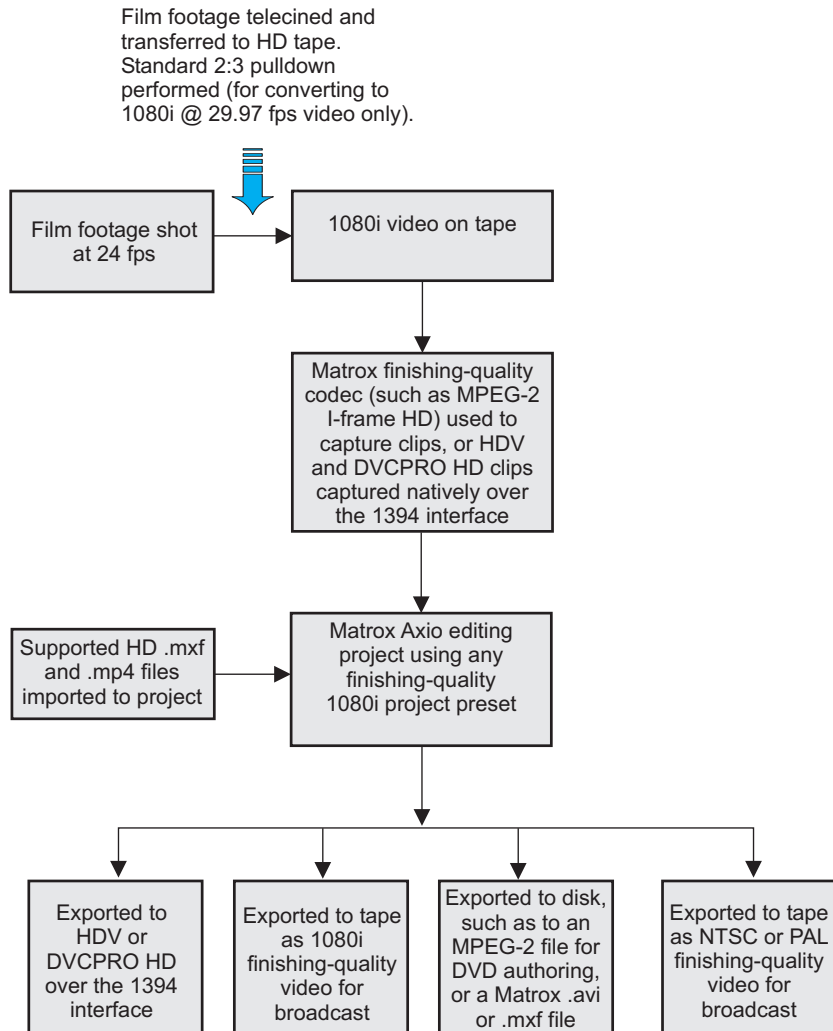 Film footage telecined and
transferred to HD tape.
Standard 2:3 pulldown
performed (for converting to
1080i @ 29.97 fps video only).
Film footage shot
at 24 fps
1080i video on tape
Matrox finishing-quality
codec (such as MPEG-2
I-frame HD) used to
capture clips, or HDV
and DVCPRO HD clips
captured natively over
the 1394 interface
Supported HD .mxf
and .mp4 files
imported to project
Matrox Axio editing
project using any
finishing-quality
1080i project preset
Exported to
HDV or
DVCPRO HD
over the 1394
interface
Exported to tape
as 1080i
finishing-quality
video for
broadcast
Exported to disk,
such as to an
MPEG-2 file for
DVD authoring,
or a Matrox .avi
or .mxf file
Exported to tape
as NTSC or PAL
finishing-quality
video for
broadcast